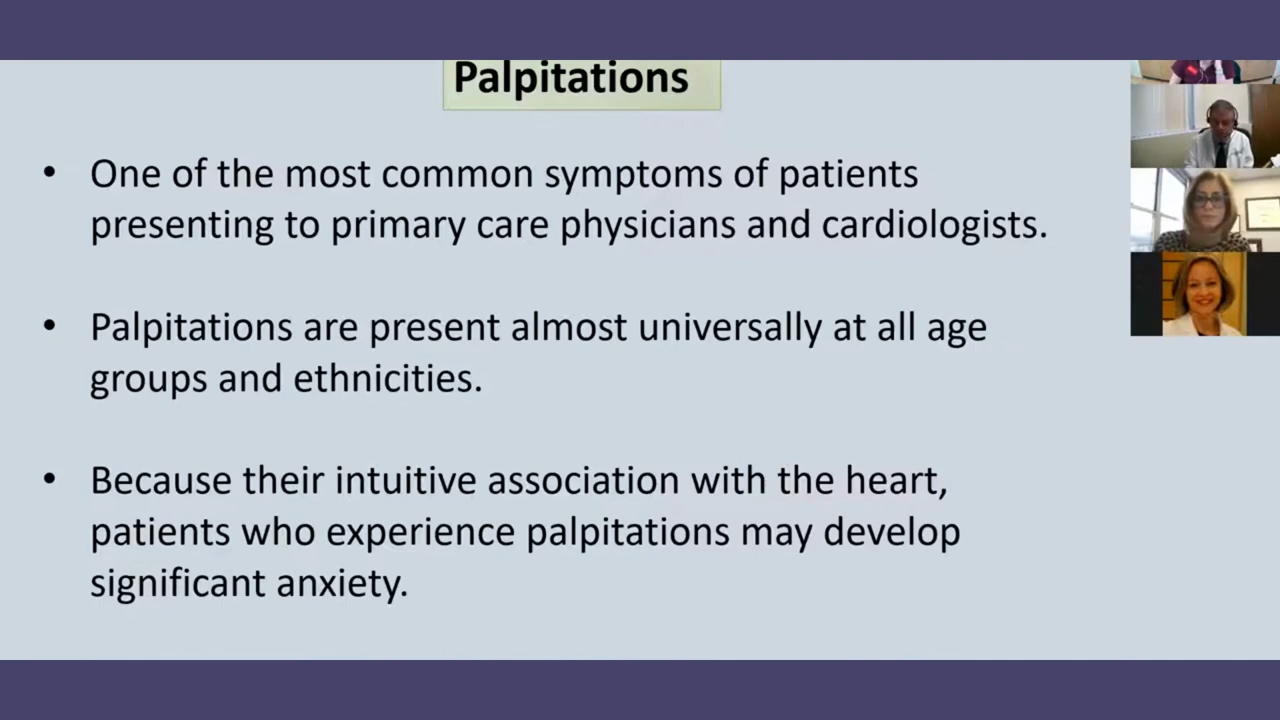 Palpitations
• One of the most common symptoms of patients
presenting to primary care physicians and cardiologists.
• Palpitations are present almost universally at all age
groups and ethnicities.
• Because their intuitive association with the heart,
patients who experience palpitations may develop
significant anxiety.